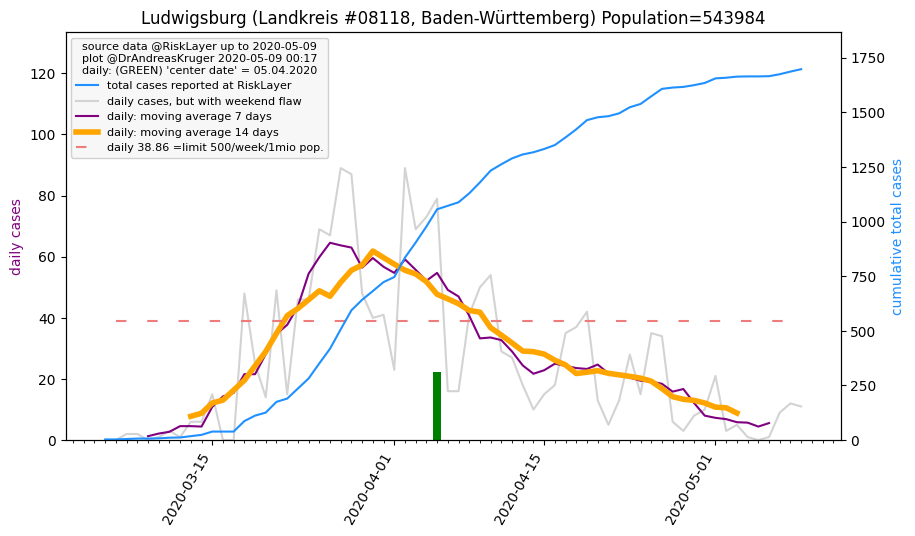 Ludwigsburg (Landkreis #08118, Baden-Württemberg) Population=543984
source data @RiskLayer up to 2020-05-09
plot @DrAndreasKruger 2020-05-09 00:17
daily: (GREEN) 'center date' = 05.04.2020
total cases reported at RiskLayer
daily cases, but with weekend flaw
daily: moving average 7 days
daily: moving average 14 days
daily 38.86 =limit 500/week/1mio pop.
daily cases
120
100
80
60
40
20
0
1750
1500
1250
1000
750
500
250
0
cumulative total cases
2020-03-15
2020-04-01
2020-04-15
2020-05-01